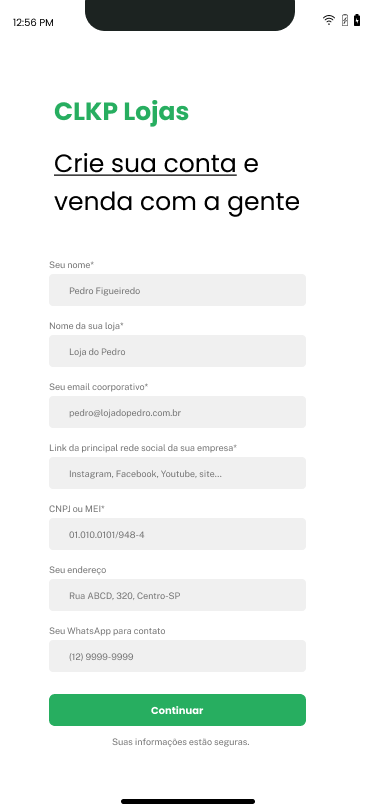 12:56 PM
CLKP Lojas
Crie sua conta e
venda com a gente
Seu nome*
Pedro Figueiredo
Nome da sua loja*
Loja do Pedro
Seu email coorporativo*
pedro@lojadopedro.com.br
Link da principal rede social da sua empresa*
Instagram, Facebook, Youtube, site...
CNPJ ou MEI*
01.010.0101/948-4
Seu endereço
Rua ABCD, 320, Centro-SP
Seu WhatsApp para contato
(12) 9999-9999
Continuar
Suas informações estão seguras.